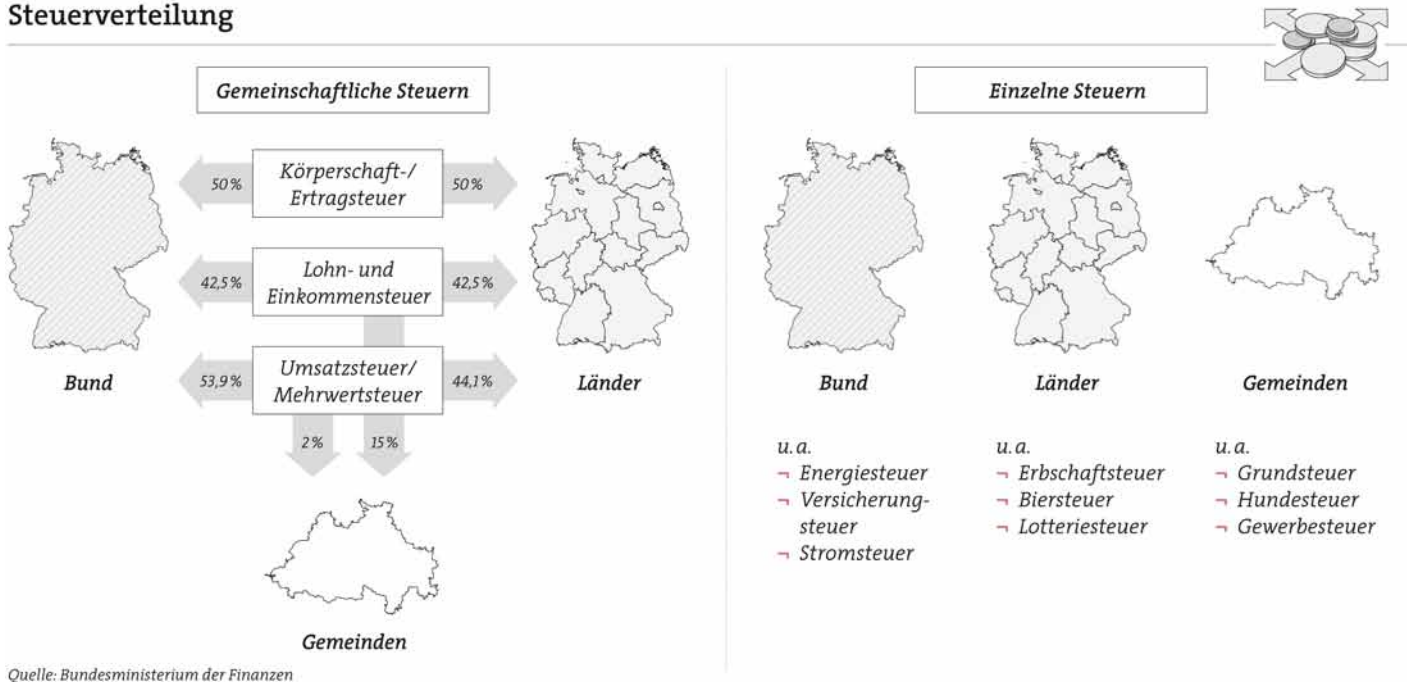 Steuerverteilung
Gemeinschaftliche Steuern
50 %
Körperschaft-/
Ertragsteuer
50 %
42,5 %
Lohn- und
Einkommensteuer
42,5 %
Bund
53,9 %
Umsatzsteuer/
Mehrwertsteuer
44,1 %
Länder
2 %
15 %
Gemeinden
Einzelne Steuern
Bund
u. a.
¬ Energiesteuer
¬ Versicherung-
steuer
¬ Stromsteuer
Länder
u. a.
¬ Erbschaftsteuer
¬ Biersteuer
¬ Lotteriesteuer
Gemeinden
u. a.
¬ Grundsteuer
¬ Hundesteuer
¬ Gewerbesteuer
Quelle: Bundesministerium der Finanzen